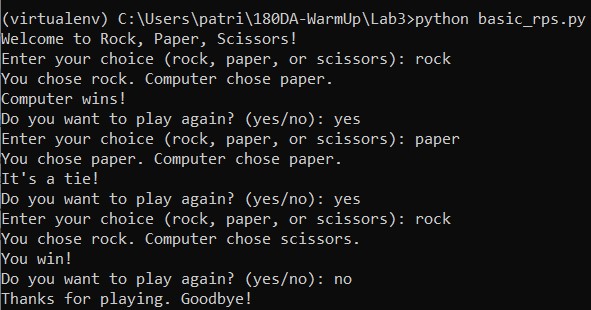 (virtualenv) C:\Users\patri\180DA-WarmUp\Lab3>python basic_rps.py
Welcome to Rock, Paper, Scissors!
Enter your choice (rock, paper, or scissors): rock
You chose rock. Computer chose paper.
Computer wins!
Do you want to play again? (yes/no): yes
Enter your choice (rock, paper, or scissors): paper
You chose paper. Computer chose paper.
It's a tie!
Do you want to play again? (yes/no): yes
Enter your choice (rock, paper, or scissors): rock
You chose rock. Computer chose scissors.
You win!
Do you want to play again? (yes/no): no
Thanks for playing. Goodbye!